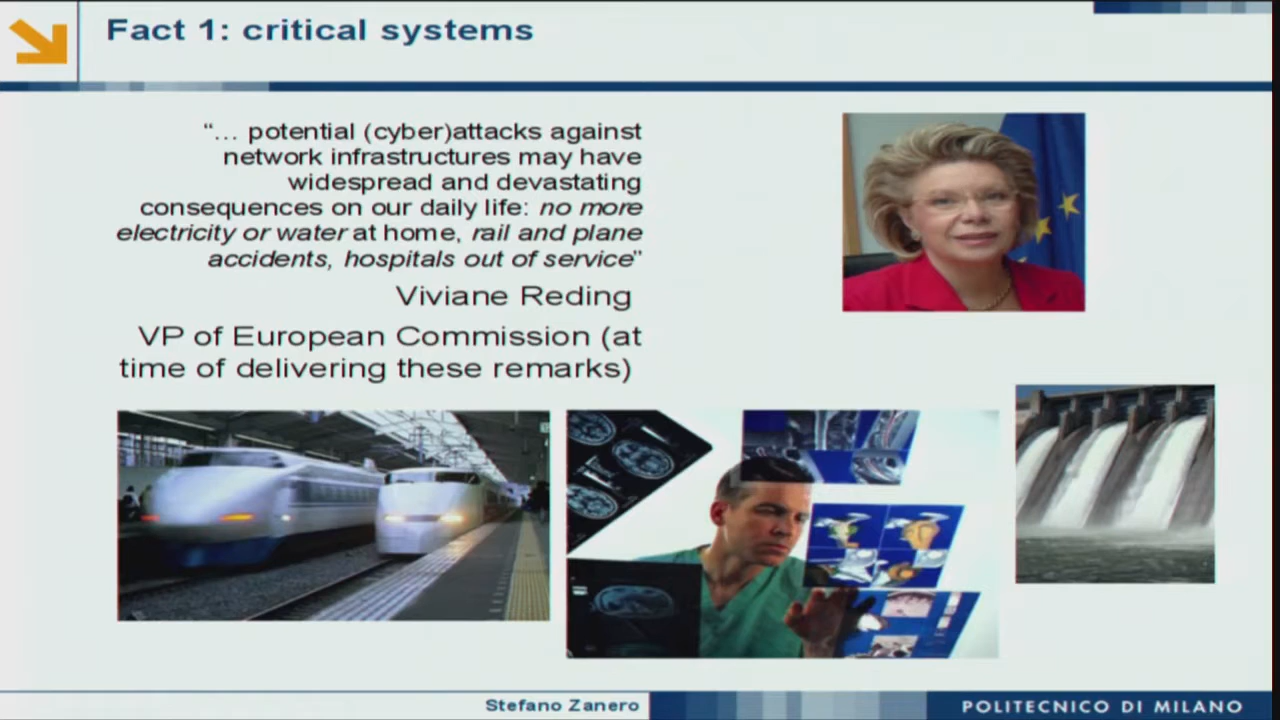 Fact 1: critical systems
“… potential (cyber)attacks against
network infrastructures may have
widespread and devastating
consequences on our daily life: no more
electricity or water at home, rail and plane
accidents, hospitals out of service”
Viviane Reding
VP of European Commission (at
time of delivering these remarks)
Stefano Zanero
POLITECNICO DI MILANO